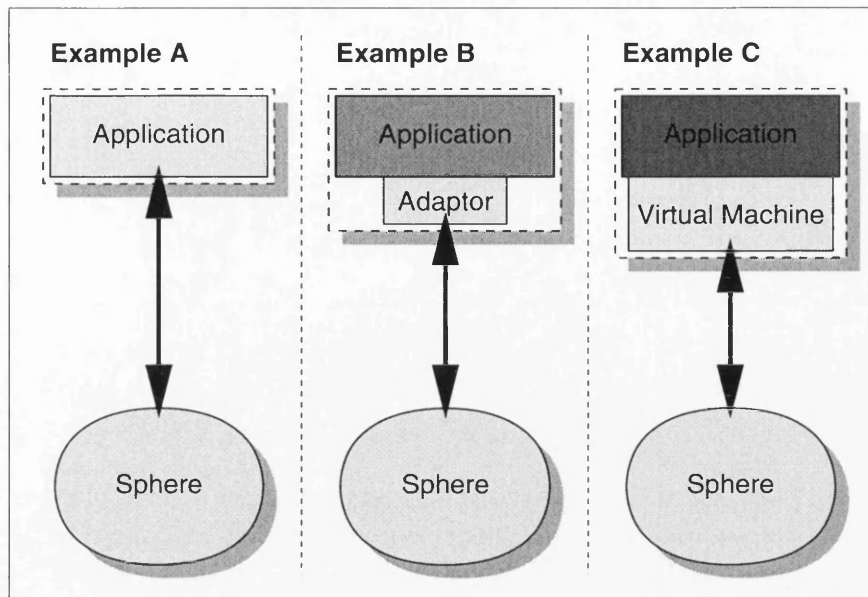 Example A
Application
Sphere
Example B
Application
Adaptor
Sphere
Example C
Application
Virtual Machine
Sphere